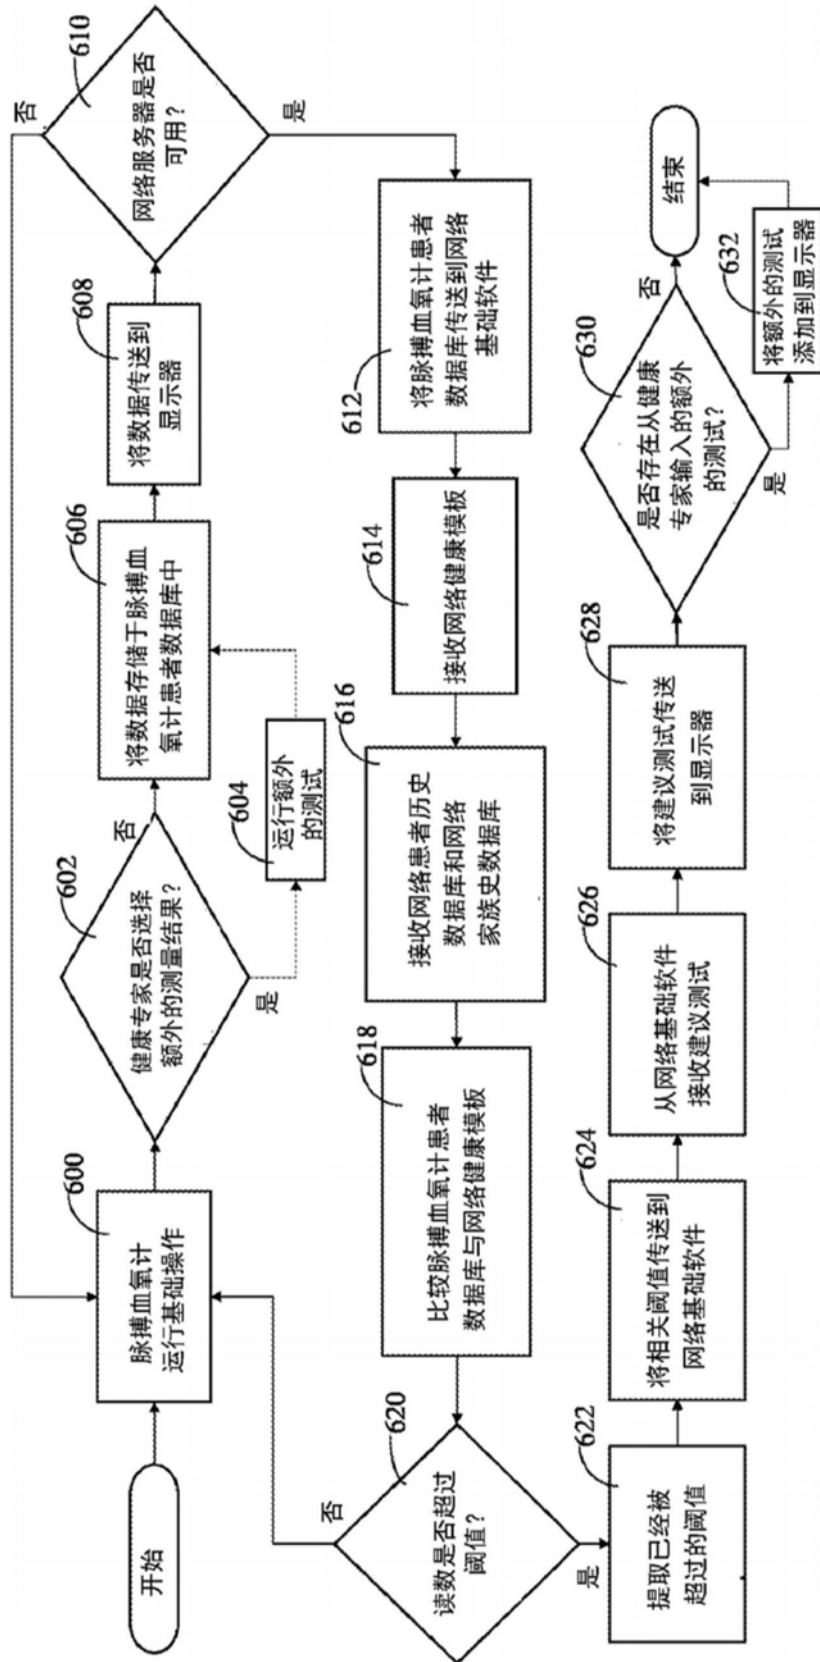 开始
600
脉搏血氧计
运行基础操作
602
健康专家是否选择
额外的测量结果？
是
否
604
运行额外
的测试
606
将数据存储于脉搏血
氧计患者数据库中
608
将数据传送到
显示器
610
网络服务器是否
可用？
否
是
612
将脉搏血氧计患者
数据库传送到网络
基础软件
614
接收网络健康模板
616
接收网络患者历史
数据库和网络
家族史数据库
618
比较脉搏血氧计患者
数据库与网络健康模板
620
读数是否超过
阈值？
否
是
622
提取已经被
超过的阈值
624
将相关阈值传送到
网络基础软件
626
从网络基础软件
接收建议测试
628
将建议测试传送
到显示器
630
是否存在从健康
专家输入的额外
的测试？
否
是
632
将额外的测试
添加到显示器
结束